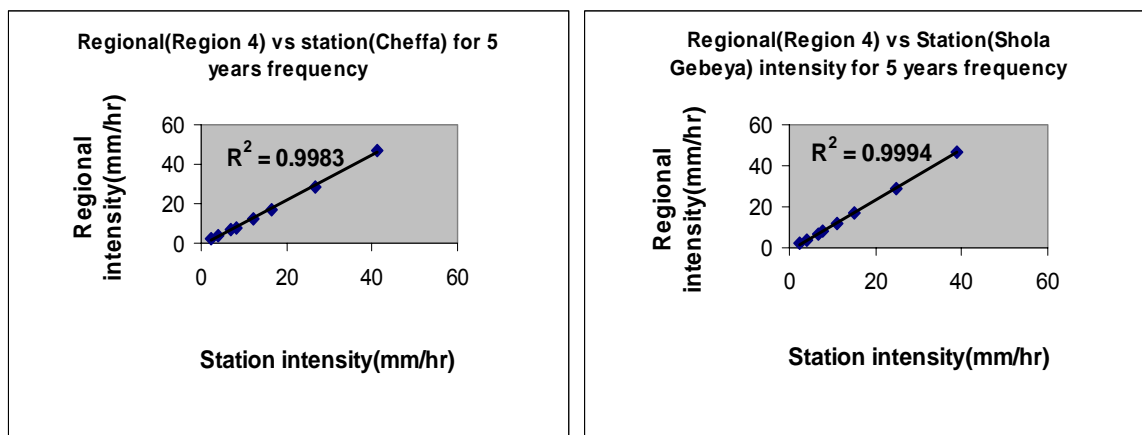 Regional(Region 4) vs station(Cheffa) for 5
years frequency
Regional
intensity(mm/hr)
60
40
20
0
R² = 0.9983
0
20
40
60
Station intensity(mm/hr)
Regional(Region 4) vs Station(Shola
Gebeya) intensity for 5 years frequency
Regional
intensity(mm/hr)
60
40
20
0
R² = 0.9994
0
20
40
60
Station intensity(mm/hr)